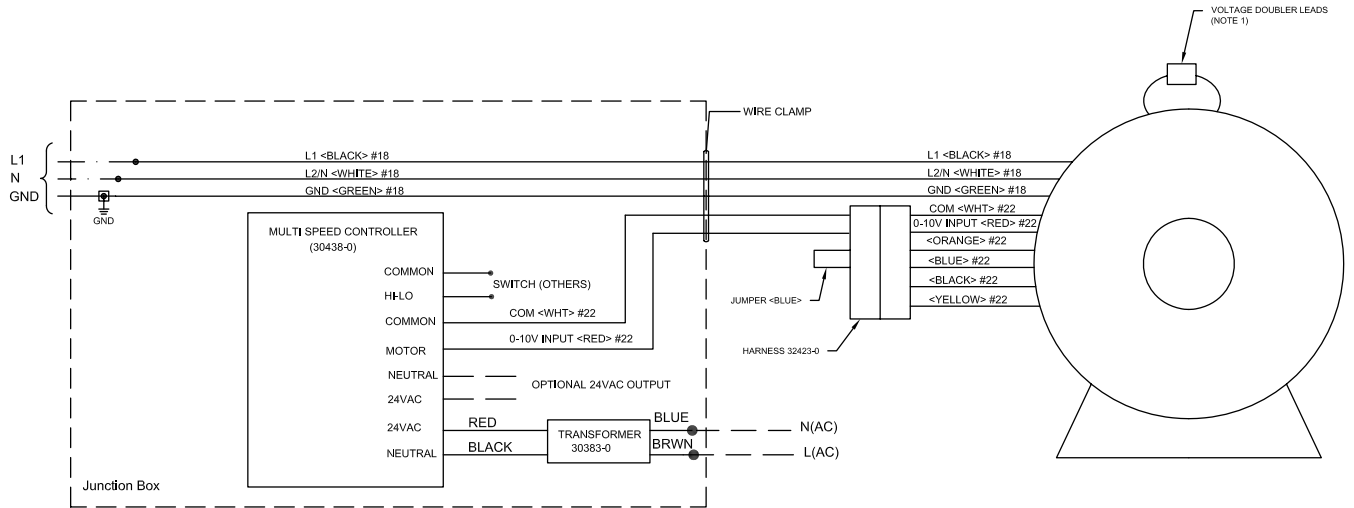 VOLTAGE DOUBLER LEADS
(NOTE 1)
WIRE CLAMP
L1
N
GND
L1 <BLACK> #18
L2/N <WHITE> #18
GND <GREEN> #18
GND
L1 <BLACK> #18
L2/N <WHITE> #18
GND <GREEN> #18
COM <WHT> #22
0-10V INPUT <RED> #22
<ORANGE> #22
<BLUE> #22
<BLACK> #22
<YELLOW> #22
JUMPER <BLUE>
HARNESS 32423-0
MULTI SPEED CONTROLLER
(30438-0)
COMMON
HI-LO
SWITCH (OTHERS)
COMMON
COM <WHT> #22
MOTOR
0-10V INPUT <RED> #22
NEUTRAL
24VAC
OPTIONAL 24VAC OUTPUT
24VAC
RED
NEUTRAL
BLACK
TRANSFORMER
30383-0
BLUE
N(AC)
BRWN
L(AC)
Junction Box